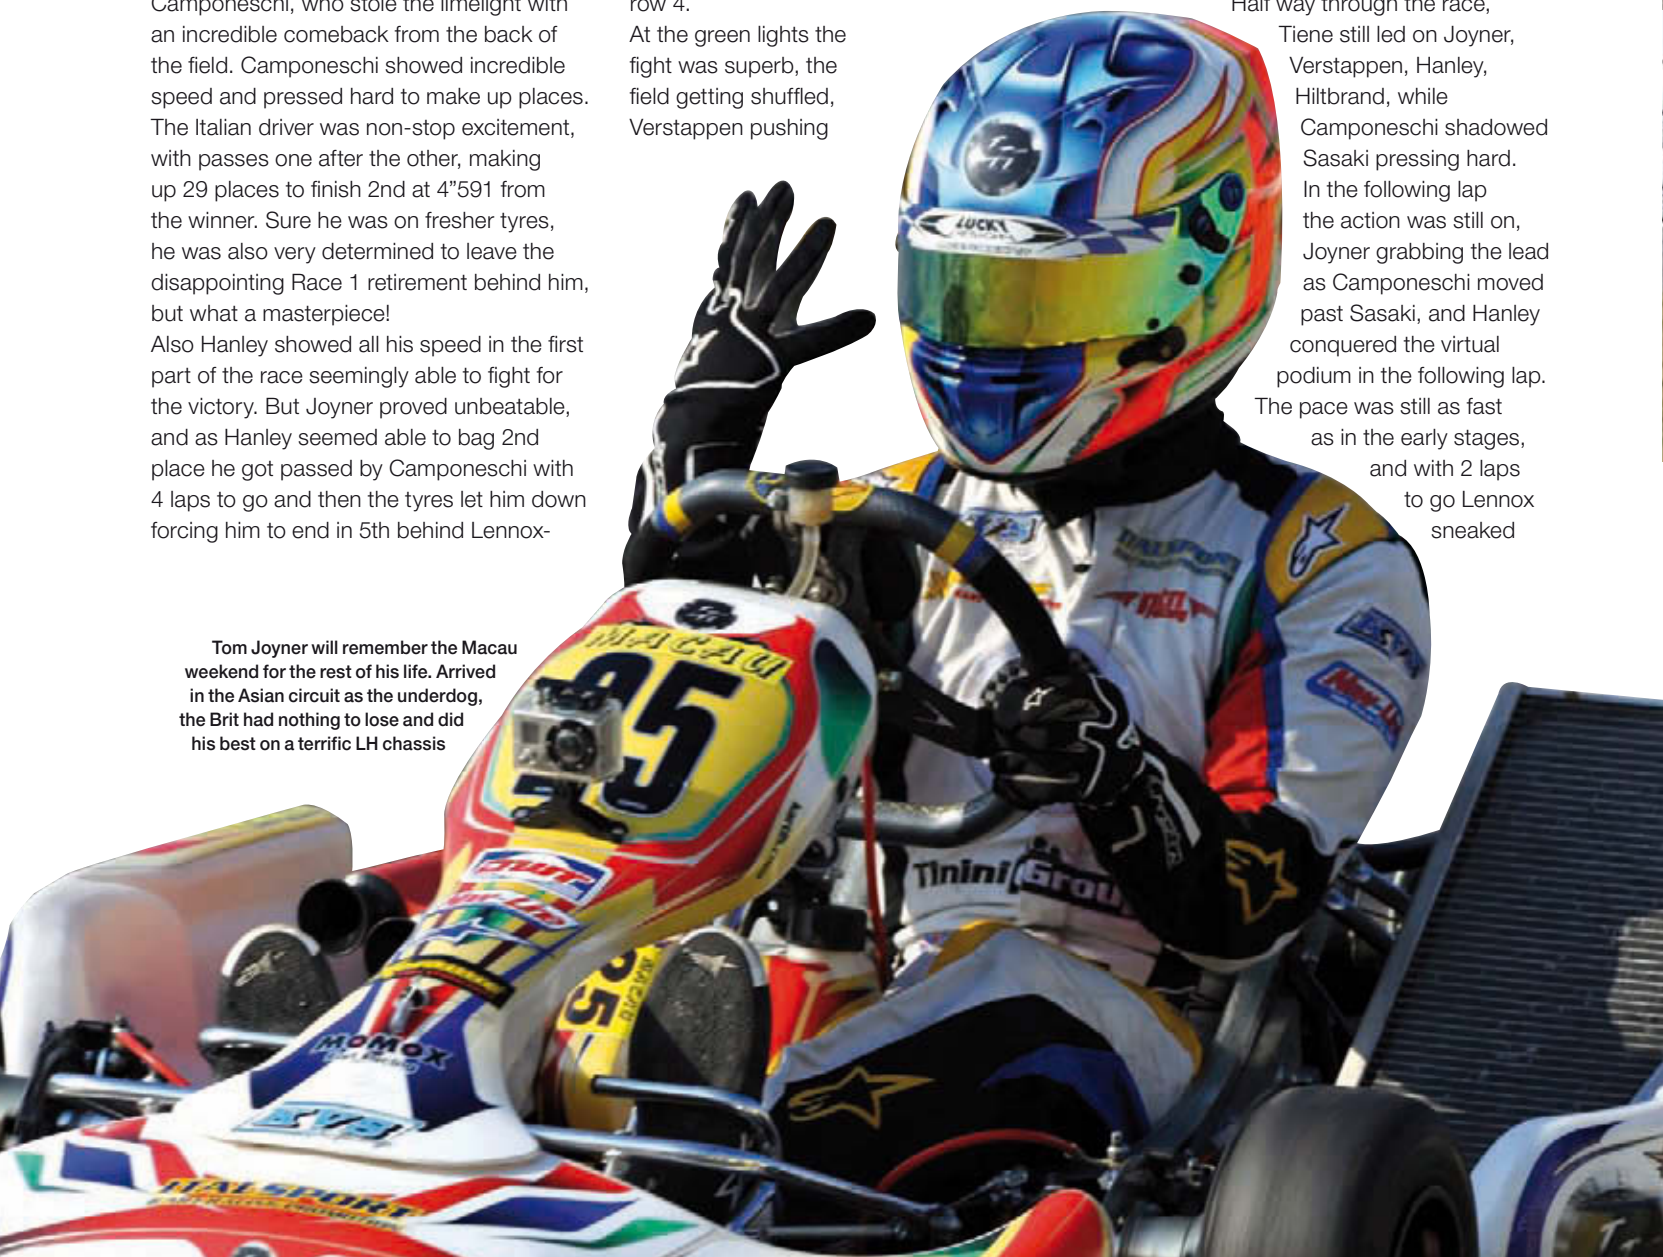 Camponeschi, who stole the limelight with
an incredible comeback from the back of
the field. Camponeschi showed incredible
speed and pressed hard to make up places.
The Italian driver was non-stop excitement,
with passes one after the other, making
up 29 places to finish 2nd at 4”591 from
the winner. Sure he was on fresher tyres,
he was also very determined to leave the
disappointing Race 1 retirement behind him,
but what a masterpiece!
Also Hanley showed all his speed in the first
part of the race seemingly able to fight for
the victory. But Joyner proved unbeatable,
and as Hanley seemed able to bag 2nd
place he got passed by Camponeschi with
4 laps to go and then the tyres let him down
forcing him to end in 5th behind Lennox-
row 4.
At the green lights the
fight was superb, the
field getting shuffled,
Verstappen pushing
Half way through the race,
Tiene still led on Joyner,
Verstappen, Hanley,
Hiltbrand, while
Camponeschi shadowed
Sasaki pressing hard.
In the following lap
the action was still on,
Joyner grabbing the lead
as Camponeschi moved
past Sasaki, and Hanley
conquered the virtual
podium in the following lap.
The pace was still as fast
as in the early stages,
and with 2 laps
to go Lennox
sneaked
Tom Joyner will remember the Macau
weekend for the rest of his life. Arrived
in the Asian circuit as the underdog,
the Brit had nothing to lose and did
his best on a terrific LH chassis
LUCKY
MACAU
95
Tinini Group
MOMOX
KVS
ITALSPORT